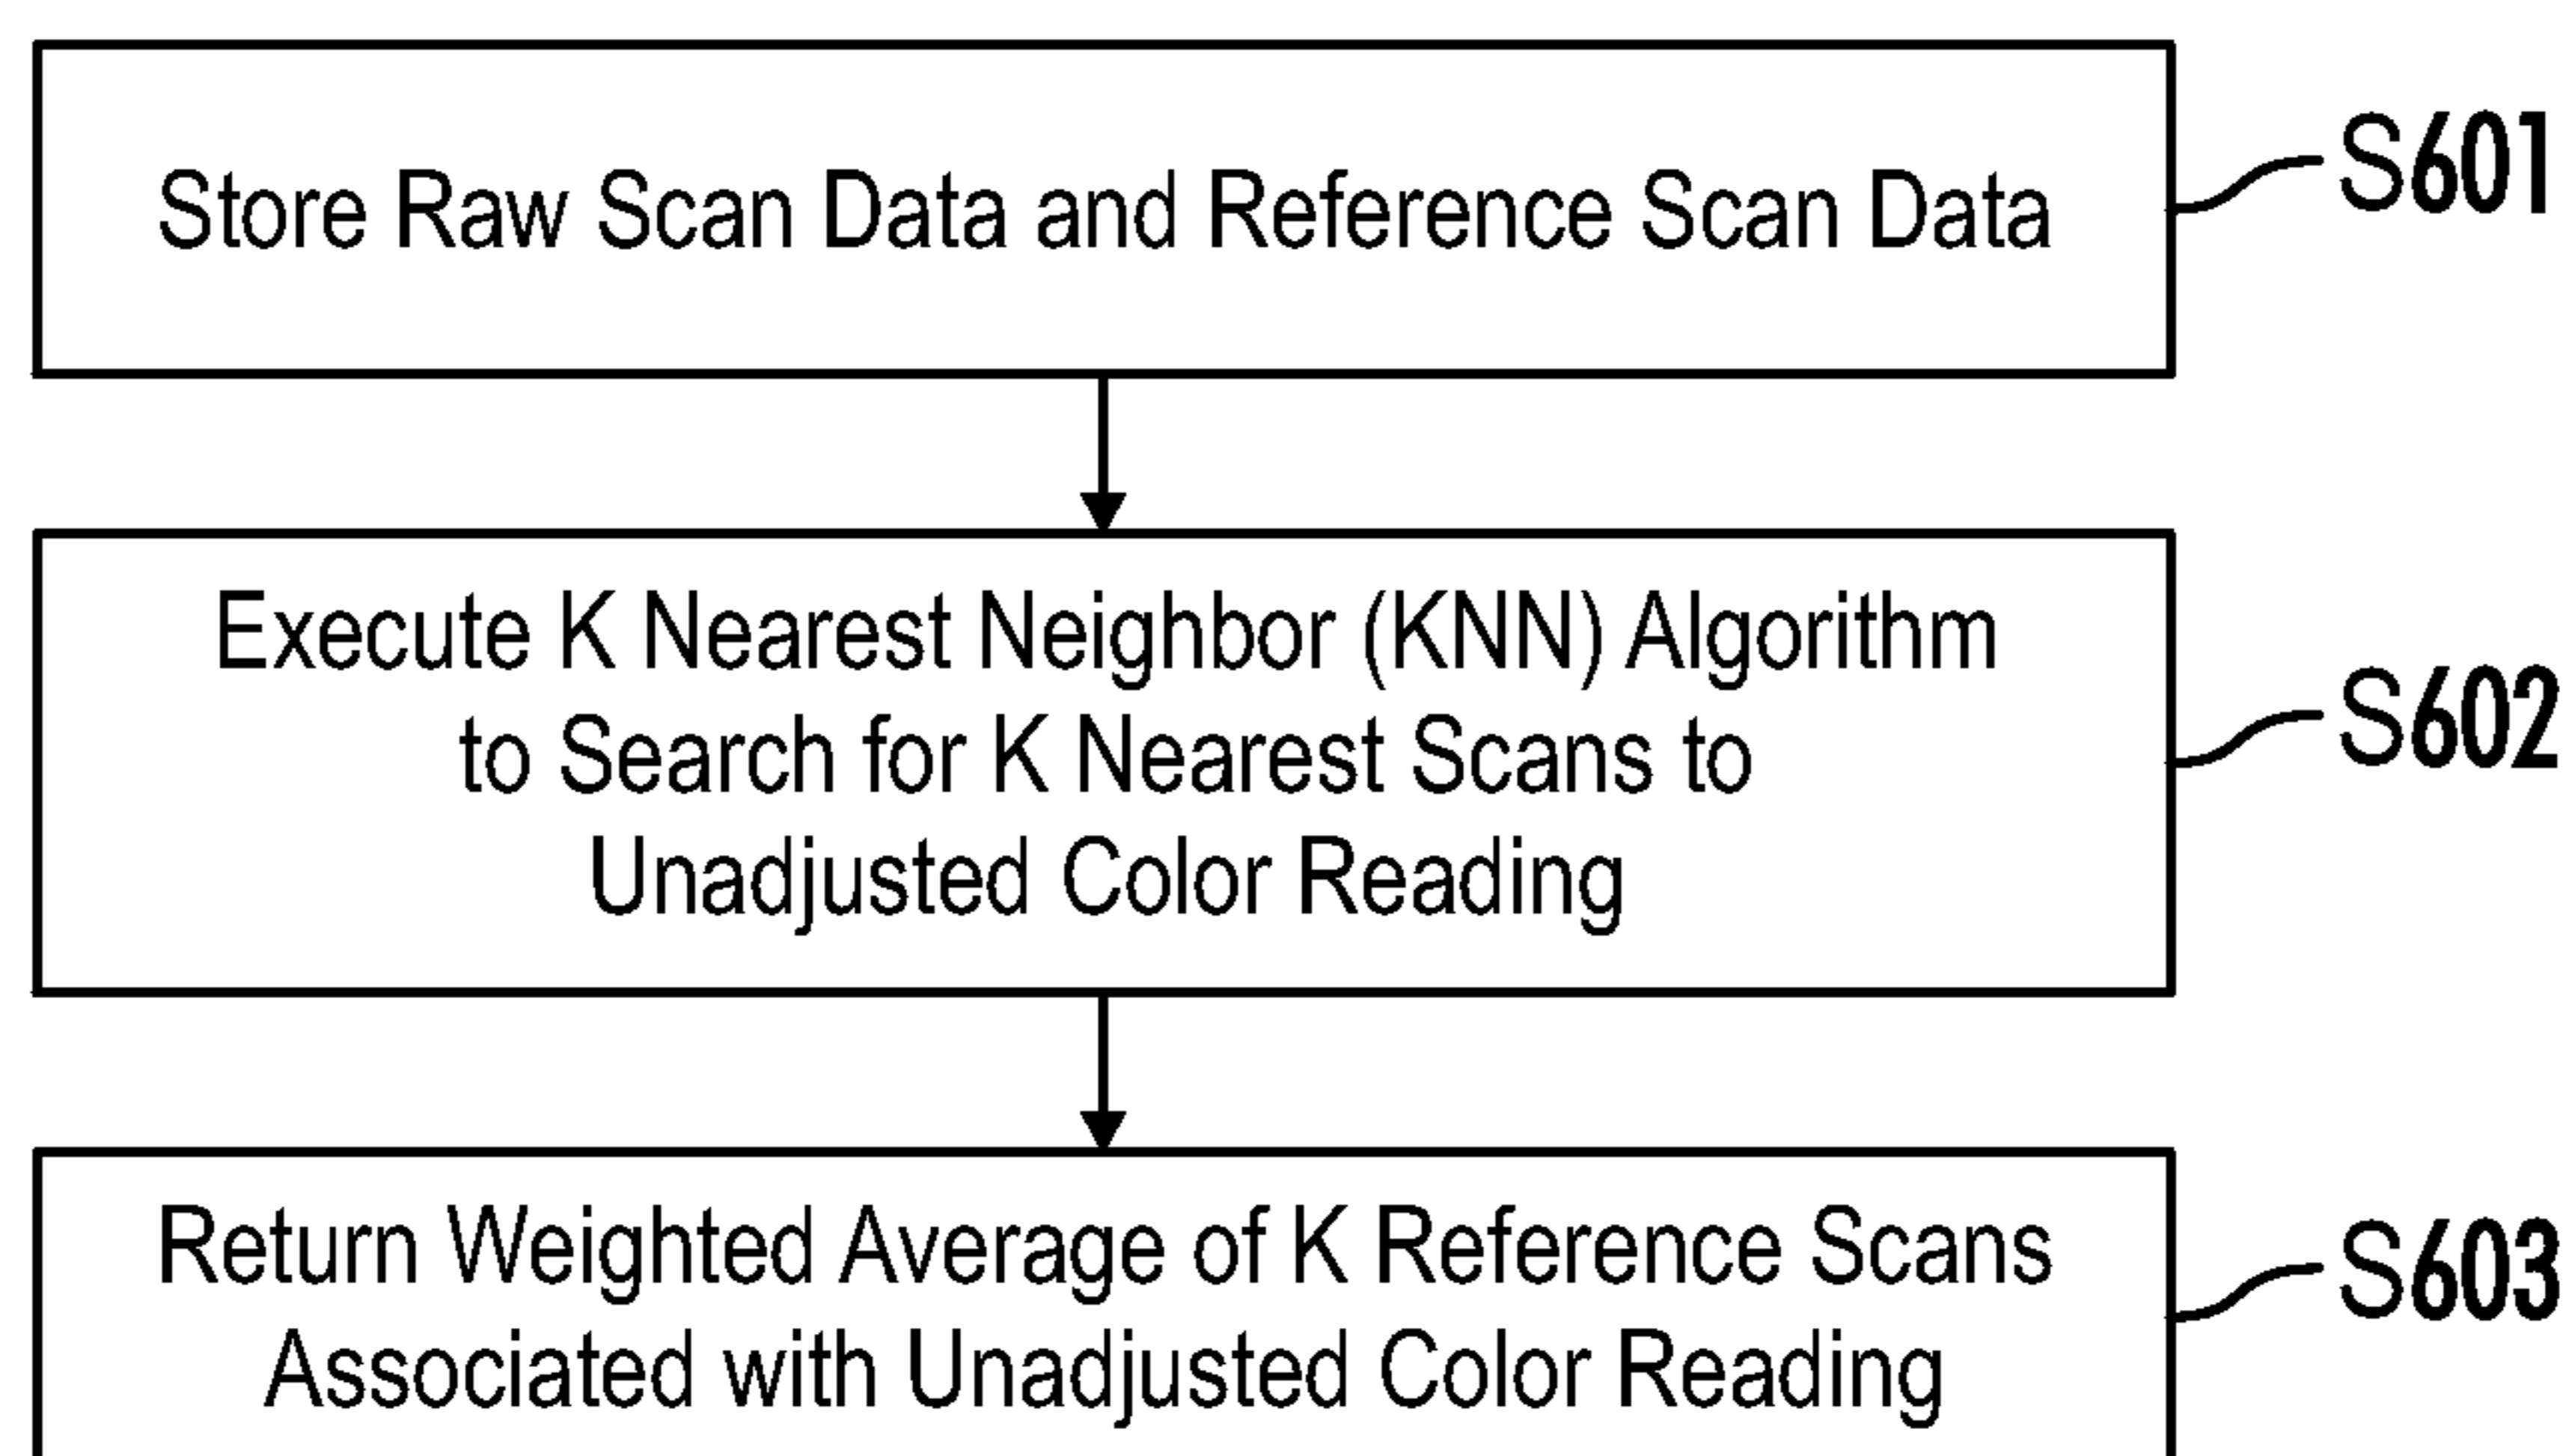 Store Raw Scan Data and Reference Scan Data
S601
Execute K Nearest Neighbor (KNN) Algorithm
to Search for K Nearest Scans to
Unadjusted Color Reading
S602
Return Weighted Average of K Reference Scans
Associated with Unadjusted Color Reading
S603